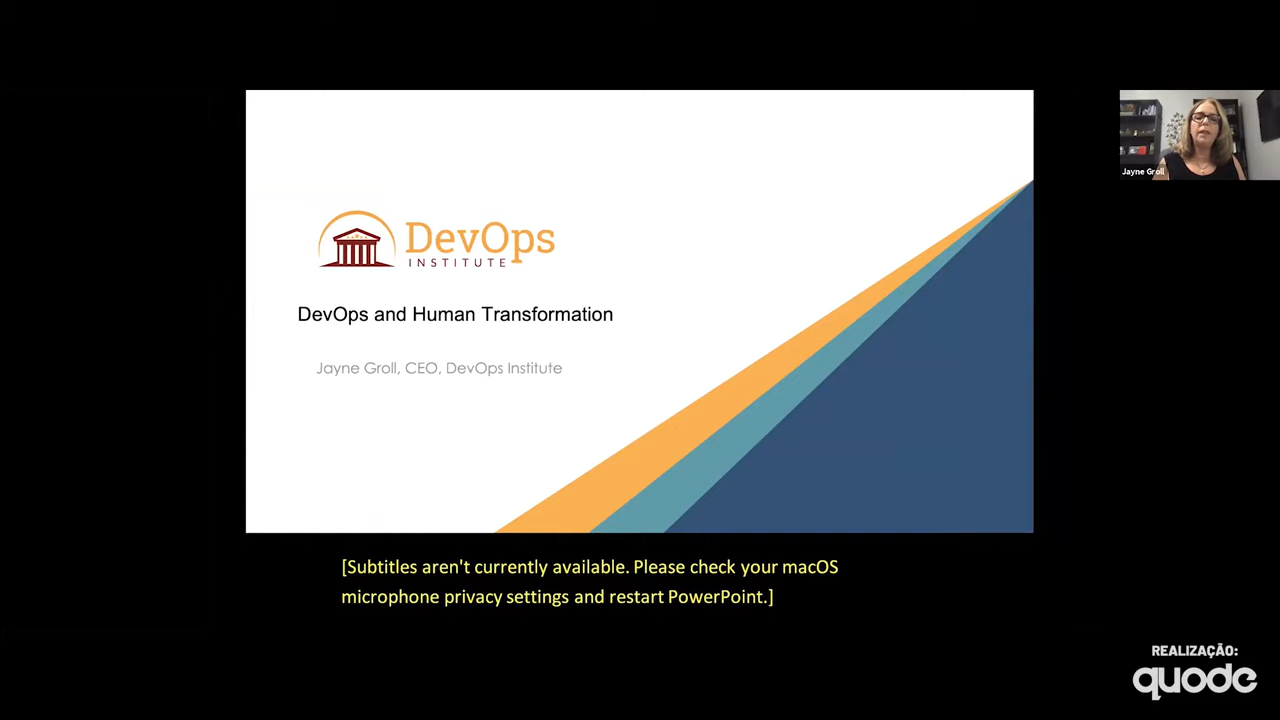 DevOps
INSTITUTE
DevOps and Human Transformation
Jayne Groll, CEO, DevOps Institute
Jayne Groll
[Subtitles aren't currently available. Please check your macOS
microphone privacy settings and restart PowerPoint.]
REALIZAÇÃO:
quode